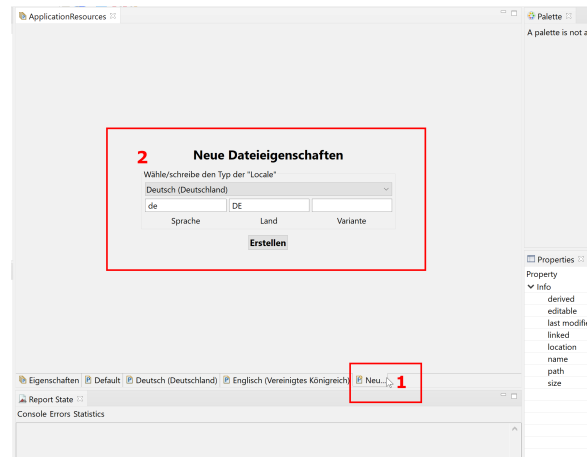 ApplicationResources
Palette
A palette is not a
2
Neue Dateieigenschaften
Wähle/schreibe den Typ der "Locale"
Deutsch (Deutschland)
de DE
Sprache Land Variante
Erstellen
Properties
Property
Info
derived
editable
last modifie
linked
location
name
path
size
Eigenschaften Default Deutsch (Deutschland) Englisch (Vereinigtes Königreich) Neu... 1
Report State
Console Errors Statistics